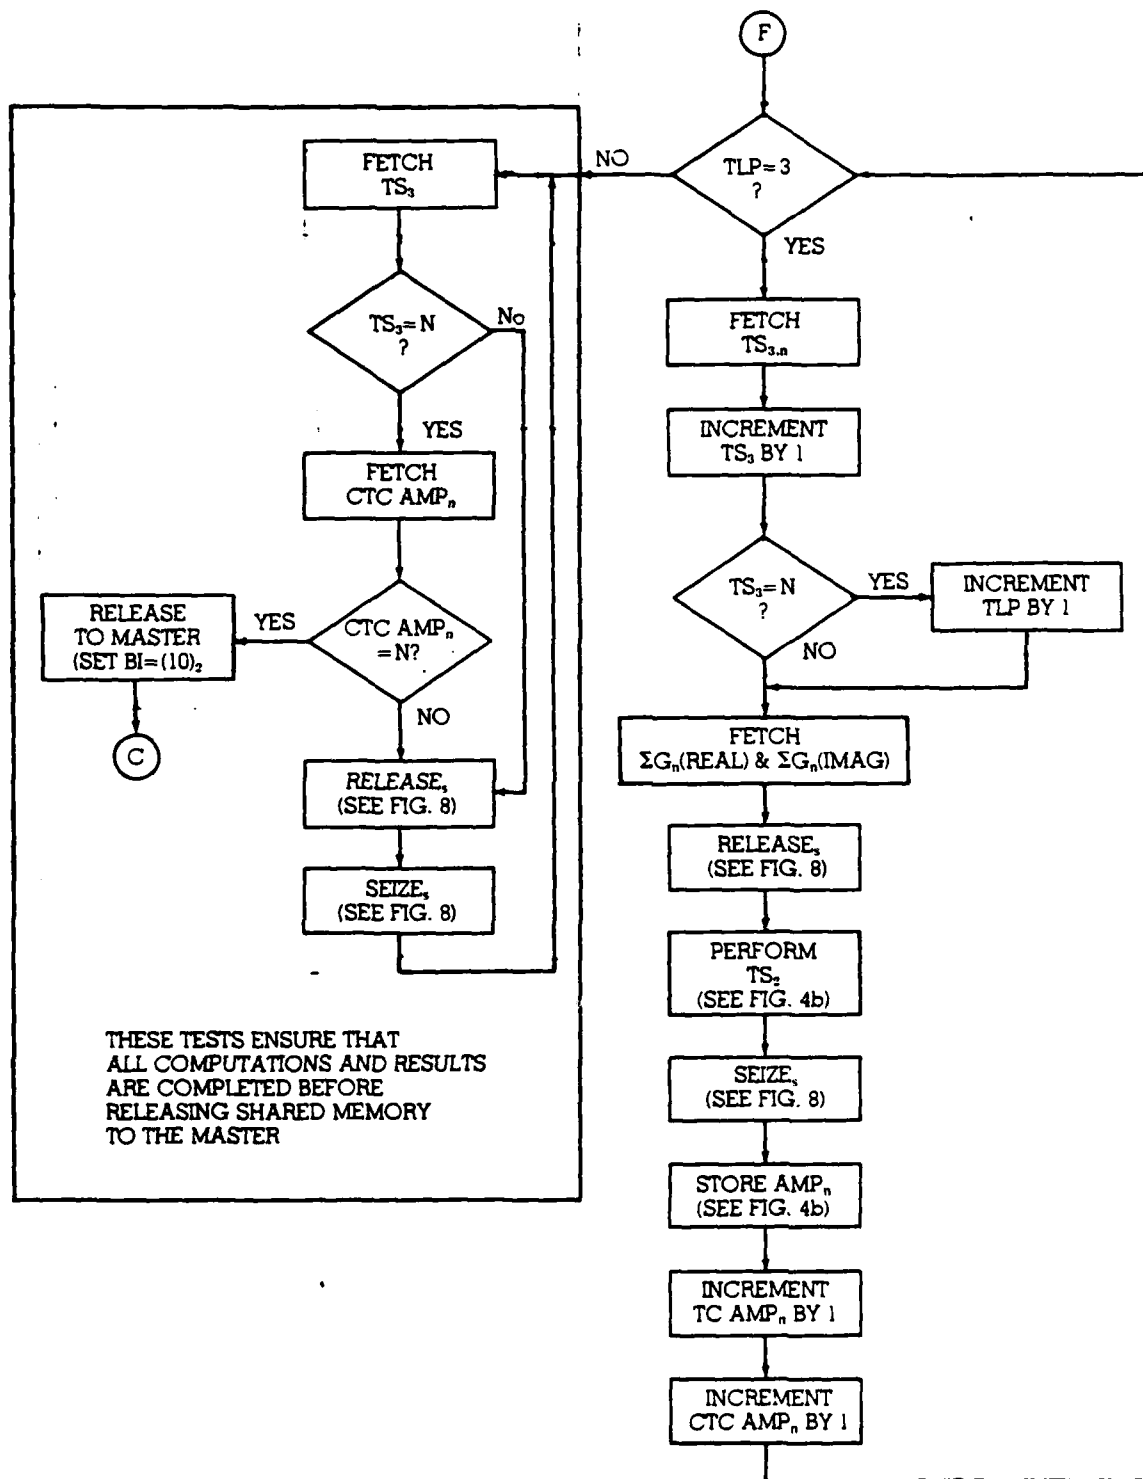 F
TLP= 3
?
NO
YES
FETCH
TS₃.ₙ
INCREMENT
TS₃ BY 1
TS₃=N
?
YES
INCREMENT
TLP BY 1
NO
FETCH
ΣGₙ(REAL) & ΣGₙ(IMAG)
RELEASEₛ
(SEE FIG. 8)
PERFORM
TS₂
(SEE FIG. 4b)
SEIZEₛ
(SEE FIG. 8)
STORE AMPₙ
(SEE FIG. 4b)
INCREMENT
TC AMPₙ BY 1
INCREMENT
CTC AMPₙ BY 1
FETCH
TS₃
TS₃=N
?
No
YES
FETCH
CTC AMPₙ
CTC AMPₙ
=N?
YES
RELEASE
TO MASTER
(SET BI=(10)₂
C
NO
RELEASEₛ
(SEE FIG. 8)
SEIZEₛ
(SEE FIG. 8)
THESE TESTS ENSURE THAT
ALL COMPUTATIONS AND RESULTS
ARE COMPLETED BEFORE
RELEASING SHARED MEMORY
TO THE MASTER